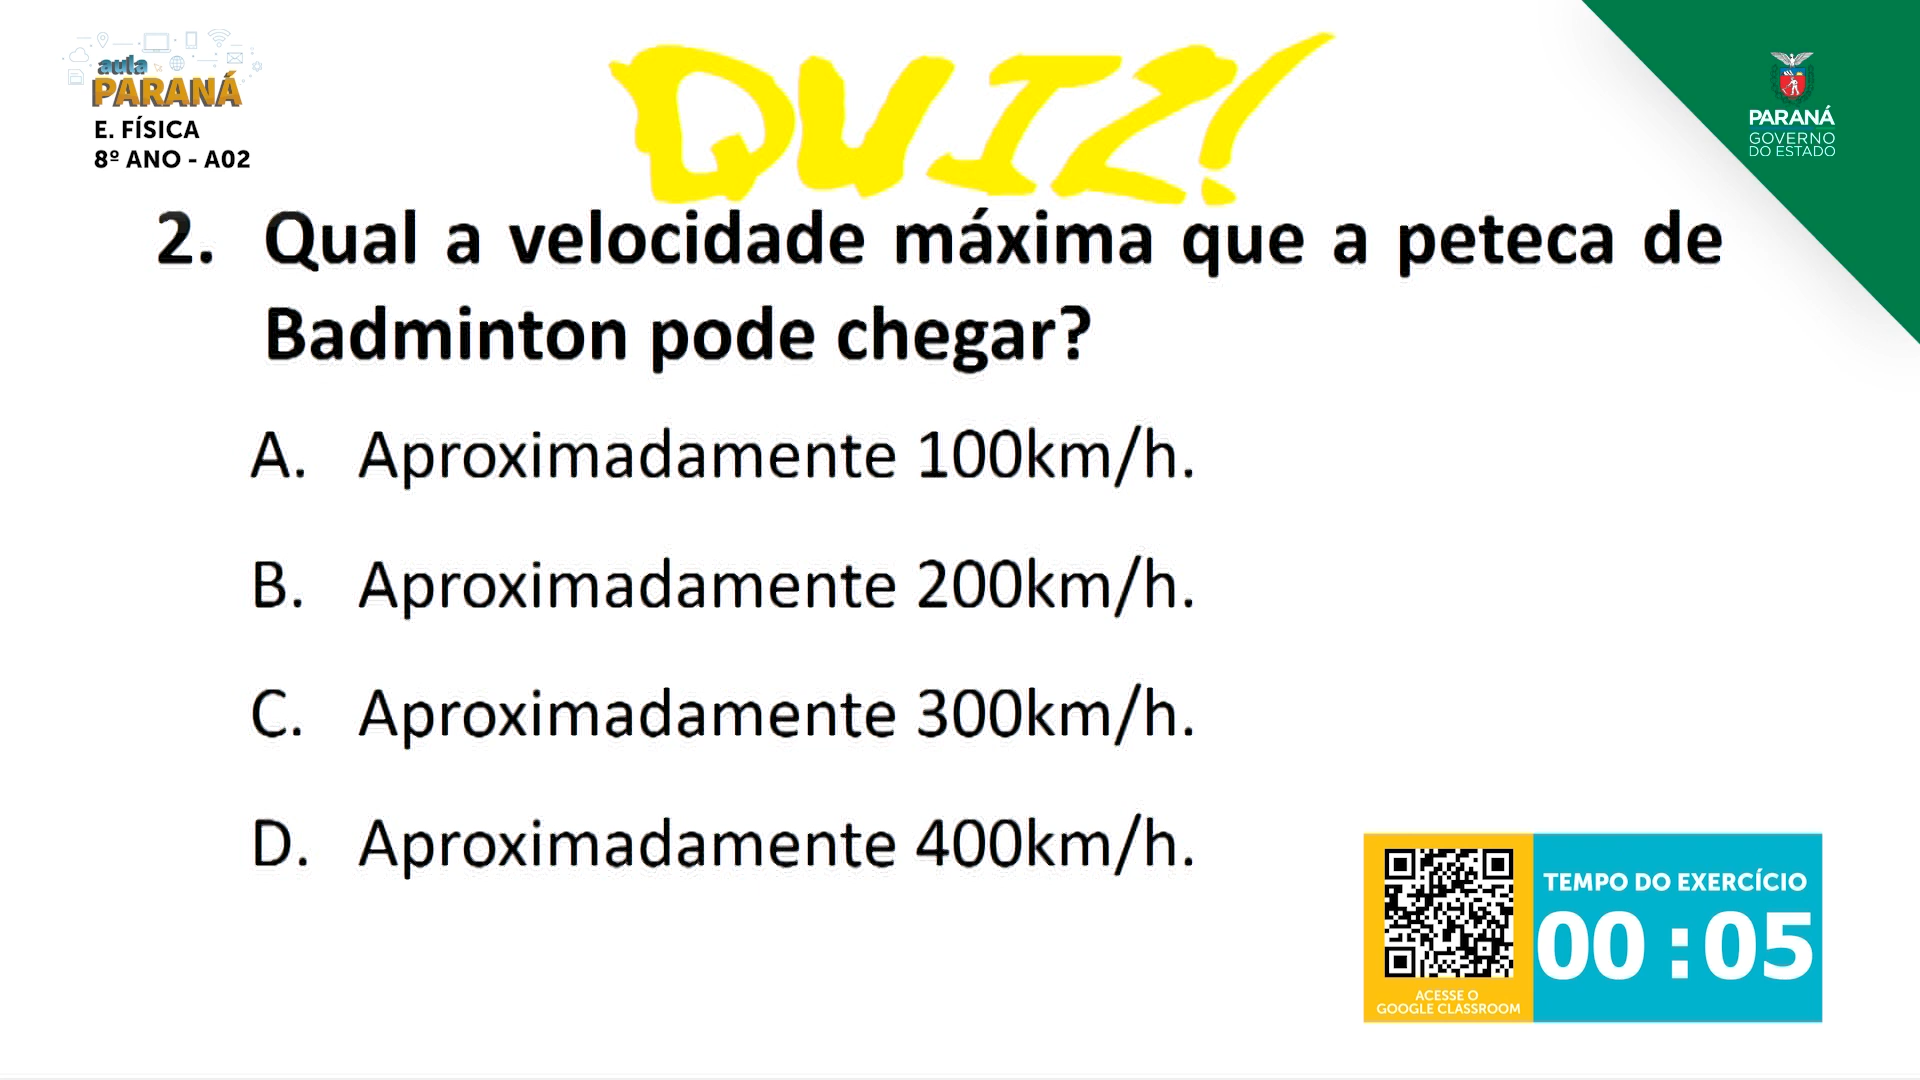 aula
PARANÁ
E. FÍSICA
8º ANO - A02
QUIZ!
PARANÁ
GOVERNO
DO ESTADO
2. Qual a velocidade máxima que a peteca de
Badminton pode chegar?
A. Aproximadamente 100km/h.
B. Aproximadamente 200km/h.
C. Aproximadamente 300km/h.
D. Aproximadamente 400km/h.
ACESSE O
GOOGLE CLASSROOM
TEMPO DO EXERCÍCIO
00:05